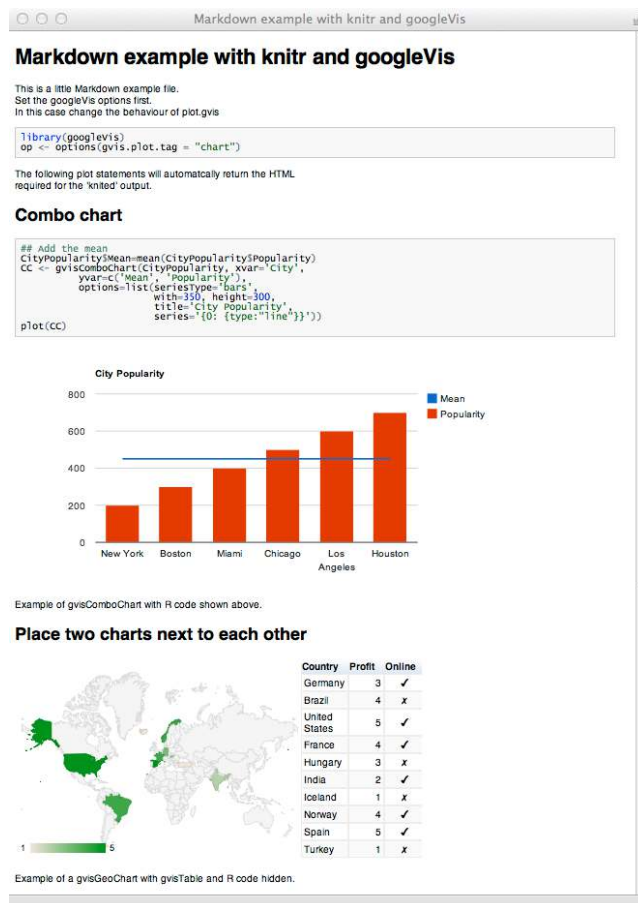 Markdown example with knitr and googleVis
Markdown example with knitr and googleVis
This is a little Markdown example file.
Set the googleVis options first.
In this case change the behaviour of plot.gvis
library(googleVis)
op <- options(gvis.plot.tag = "chart")
The following plot statements will automatcally return the HTML
required for the 'knited' output.
Combo chart
## Add the mean
CityPopularity$Mean=mean(CityPopularity$Popularity)
CC <- gvisComboChart(CityPopularity, xvar='City',
yvar=c('Mean', 'Popularity'),
options=list(seriesType='bars',
with=350, height=300,
title='City Popularity',
series='{0: {type:"line"}}'))
plot(CC)
City Popularity
800
600
400
200
0
Mean
Popularity
New York Boston Miami Chicago Los Angeles Houston
Example of gvisComboChart with R code shown above.
Place two charts next to each other
Country Profit Online
Germany 3 ✓
Brazil 4 ✗
United
States 5 ✓
France 4 ✓
Hungary 3 ✗
India 2 ✓
Iceland 1 ✗
Norway 4 ✓
Spain 5 ✓
Turkey 1 ✗
1 5
Example of a gvisGeoChart with gvisTable and R code hidden.